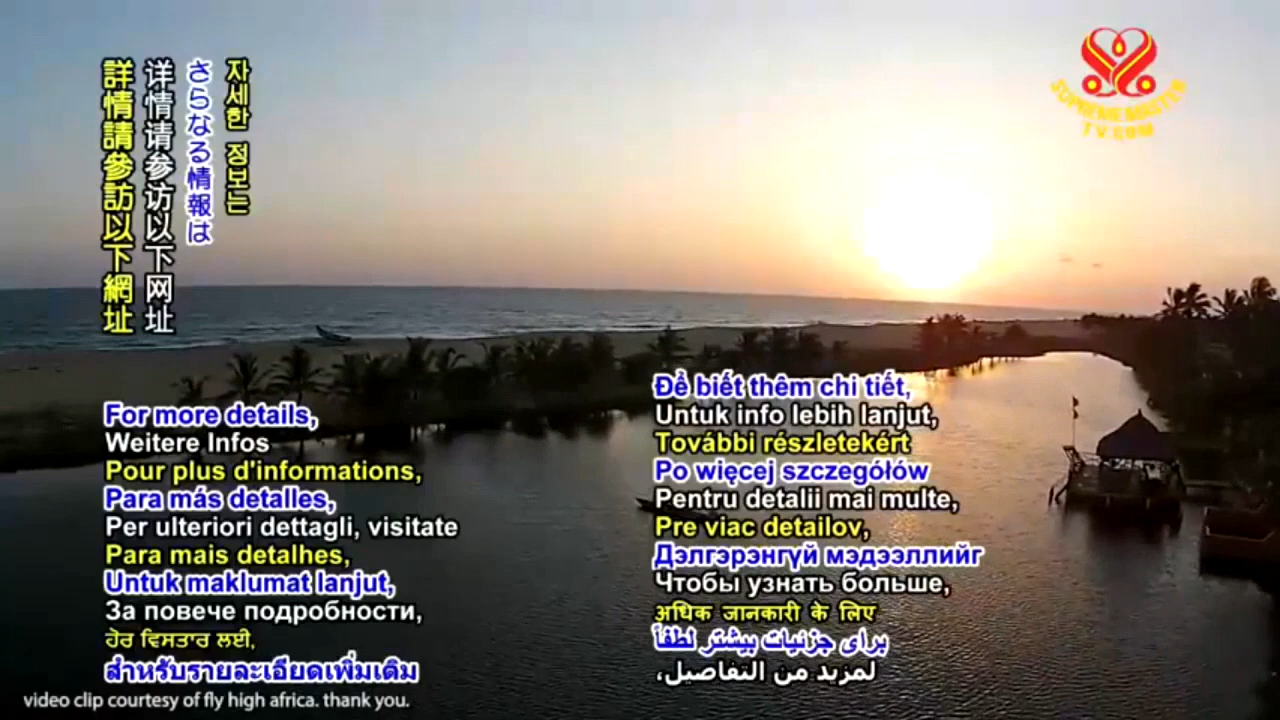 詳情請參訪以下網址
详情请参访以下网址
さらなる情報は
자세한 정보는
SUPREME MASTER
TV.COM
For more details,
Weitere Infos
Pour plus d'informations,
Para más detalles,
Per ulteriori dettagli, visitate
Para mais detalhes,
Untuk maklumat lanjut,
За повече подробности,
ਹੋਰ ਵਿਸਤਾਰ ਲਈ,
สำหรับรายละเอียดเพิ่มเติม
Để biết thêm chi tiết,
Untuk info lebih lanjut,
További részletekért
Po więcej szczegółów
Pentru detalii mai multe,
Pre viac detailov,
Дэлгэрэнгүй мэдээллийг
Чтобы узнать больше,
अधिक जानकारी के लिए
برای جزئیات بیشتر لطفاً
لمزيد من التفاصيل،
video clip courtesy of fly high africa. thank you.